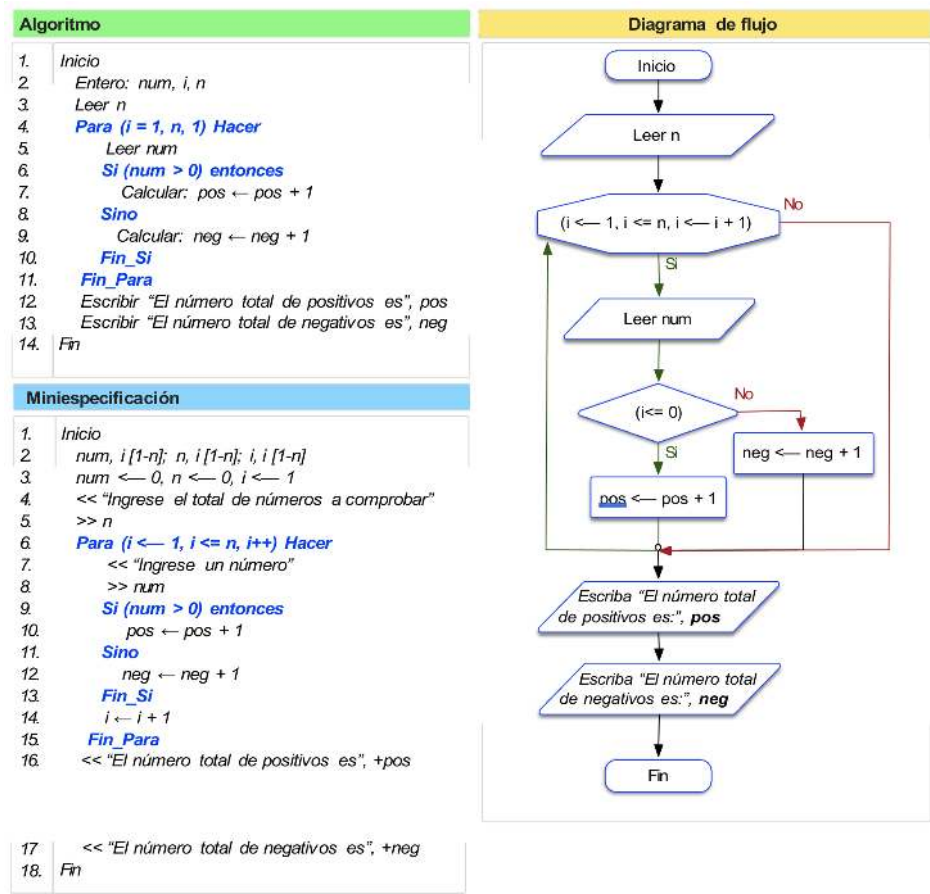 Algoritmo
1. Inicio
2. Entero: num, i, n
3. Leer n
4. Para (i = 1, n, 1) Hacer
5. Leer num
6. Si (num > 0) entonces
7. Calcular: pos ← pos + 1
8. Sino
9. Calcular: neg ← neg + 1
10. Fin_Si
11. Fin_Para
12. Escribir “El número total de positivos es”, pos
13. Escribir “El número total de negativos es”, neg
14. Fin
Miniespecificación
1. Inicio
2. num, i [1-n]; n, i [1-n]; i, i [1-n]
3. num <— 0, n <— 0, i <— 1
4. << “Ingrese el total de números a comprobar”
5. >> n
6. Para (i <— 1, i <= n, i++) Hacer
7. << “Ingrese un número”
8. >> num
9. Si (num > 0) entonces
10. pos ← pos + 1
11. Sino
12. neg ← neg + 1
13. Fin_Si
14. i ← i + 1
15. Fin_Para
16. << “El número total de positivos es”, +pos
17 << “El número total de negativos es”, +neg
18. Fin
Diagrama de flujo
Inicio
Leer n
(i <— 1, i <= n, i <— i + 1)
No
Si
Leer num
(i<= 0)
No
Si
neg <— neg + 1
pos <— pos + 1
Escriba “El número total
de positivos es:”, pos
Escriba “El número total
de negativos es:”, neg
Fin